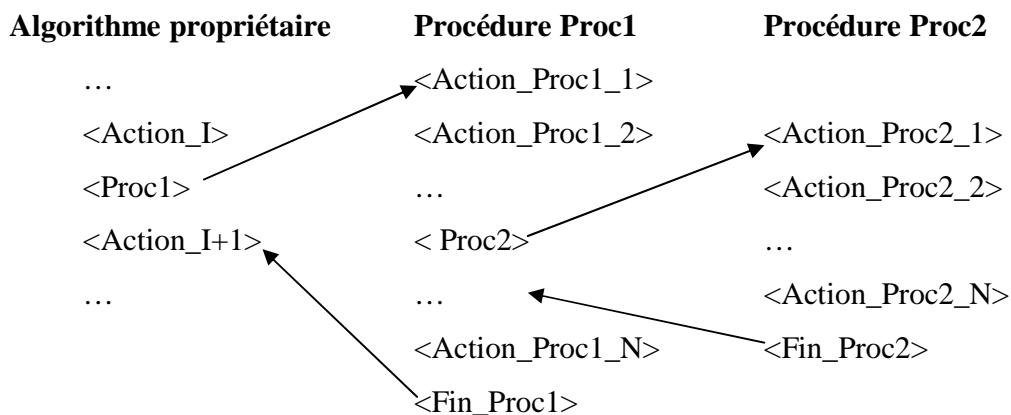 Algorithme propriétaire Procédure Proc1 Procédure Proc2
… <Action_Proc1_1>
<Action_I> <Action_Proc1_2> <Action_Proc2_1>
<Proc1> … <Action_Proc2_2>
<Action_I+1> < Proc2> …
… … <Action_Proc2_N>
<Action_Proc1_N> <Fin_Proc2>
<Fin_Proc1>